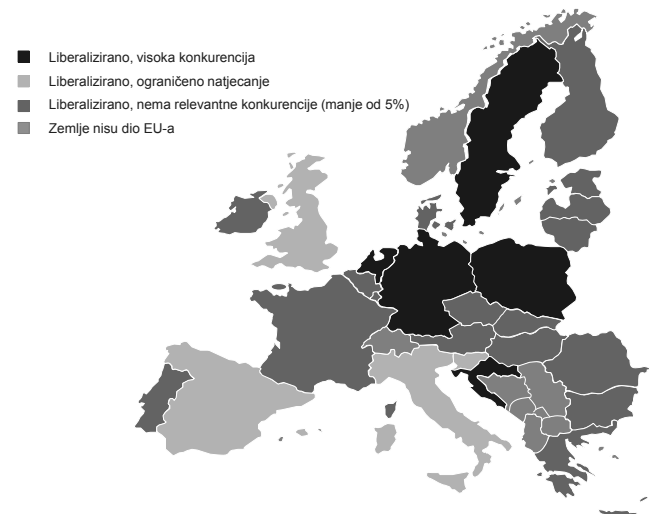 Liberalizirano, visoka konkurencija
Liberalizirano, ograničeno natjecanje
Liberalizirano, nema relevantne konkurencije (manje od 5%)
Zemlje nisu dio EU-a